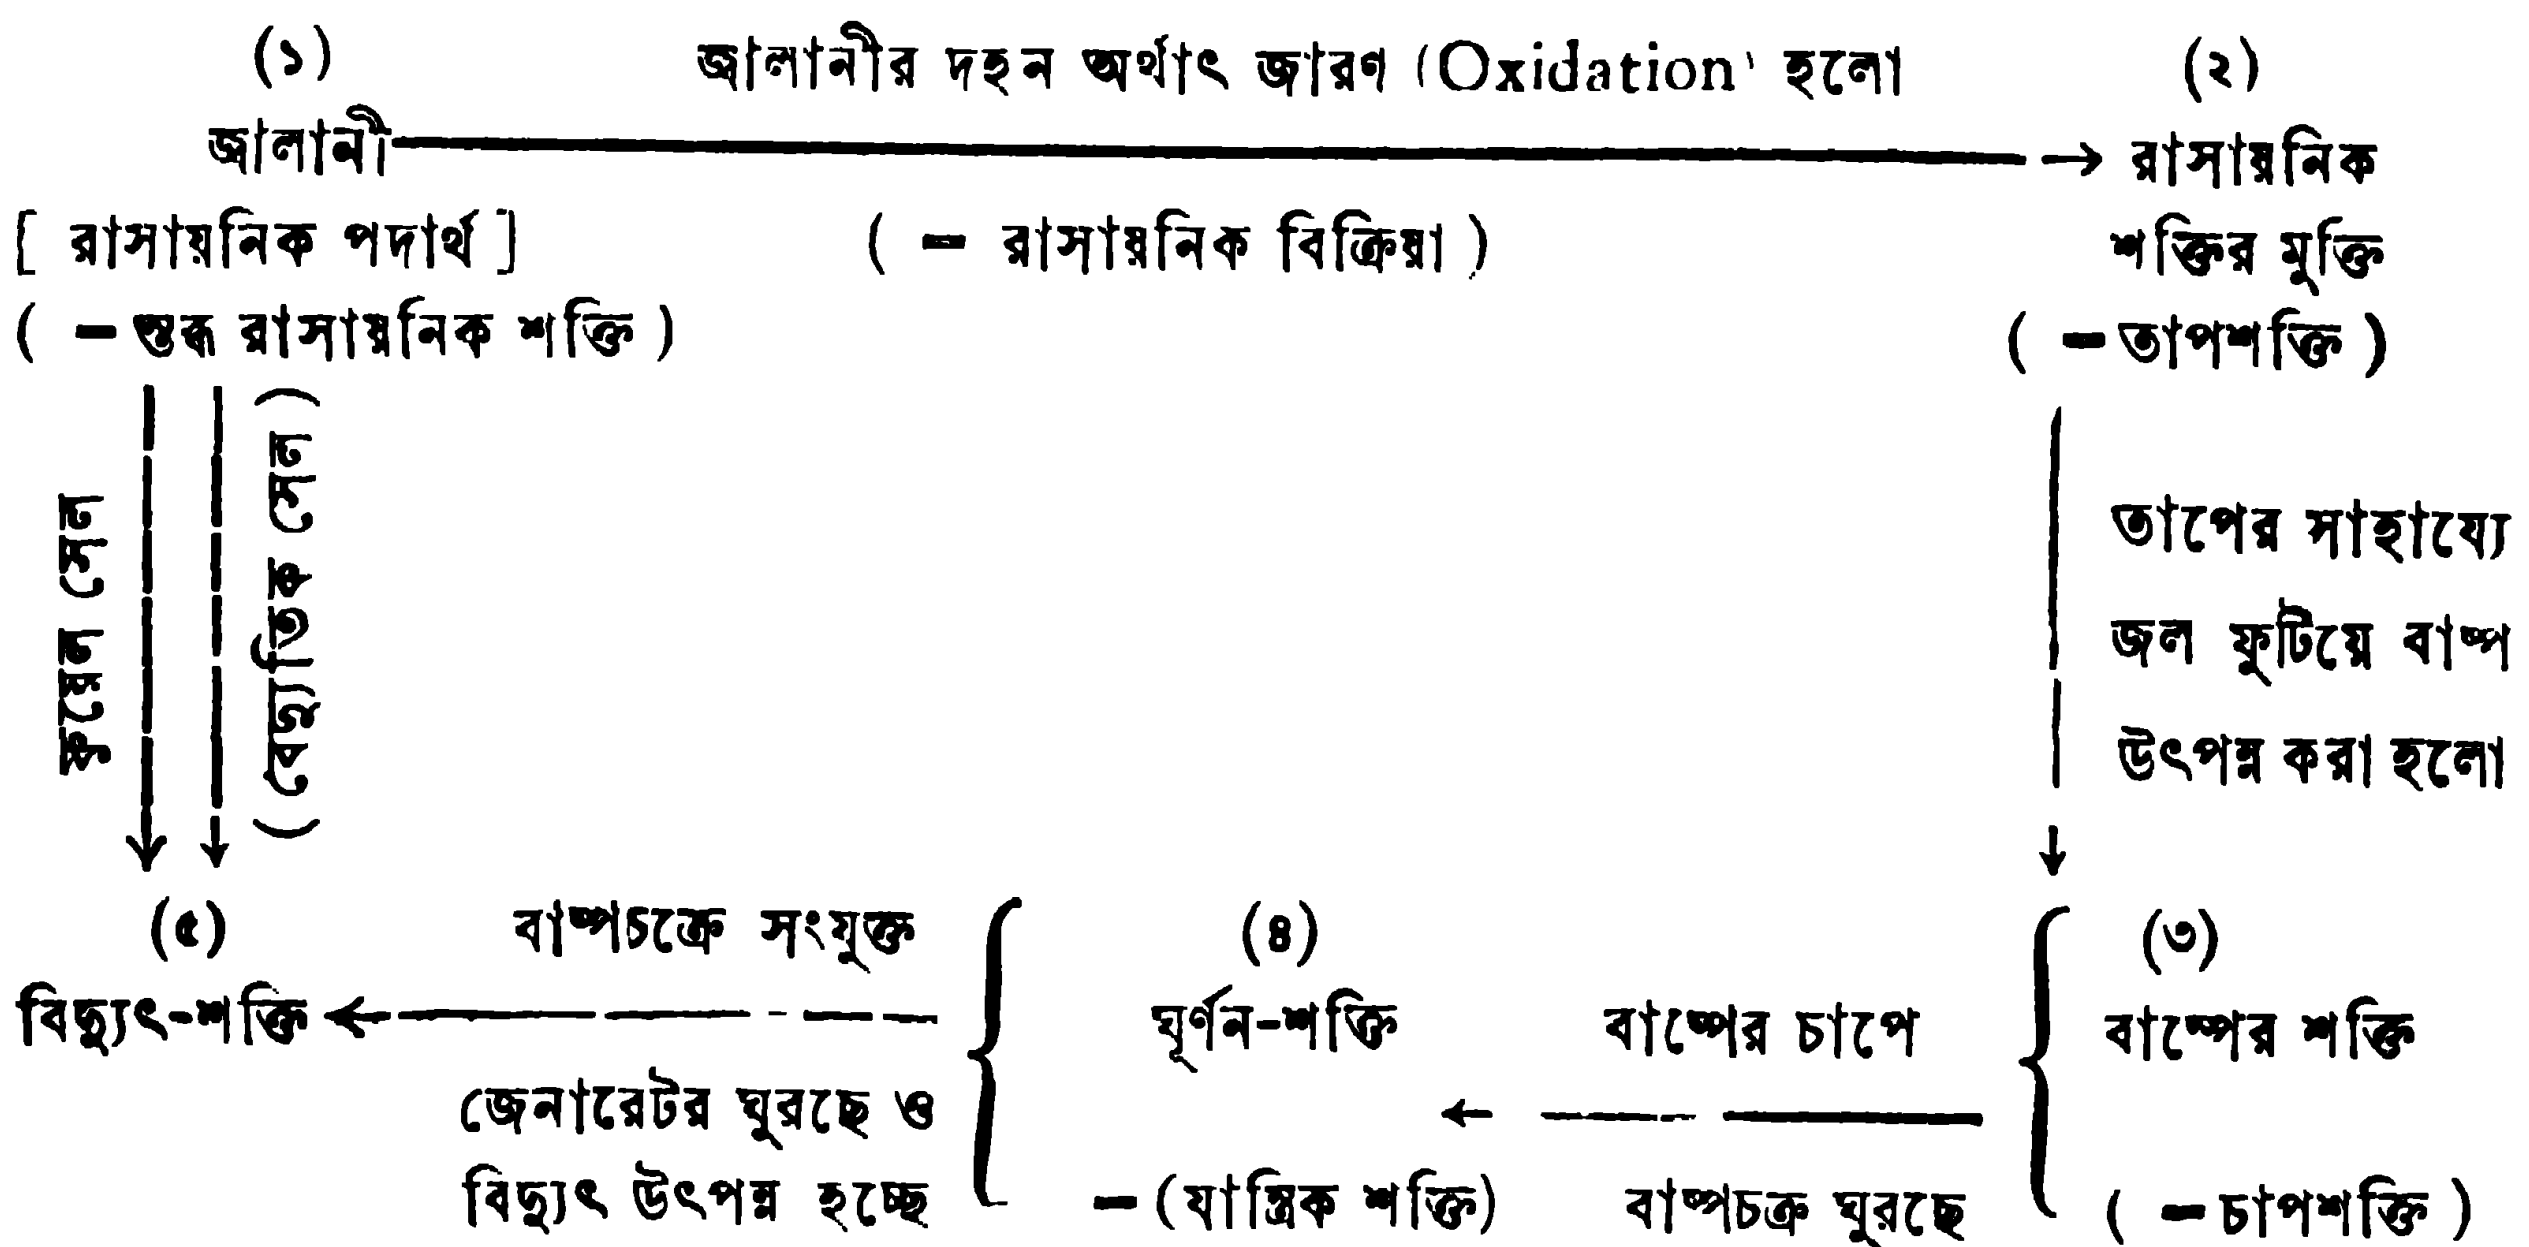 (১)
জ্বালানীর দহন অর্থাৎ জারণ (Oxidation) হলো
(২)
জ্বালানী
রাসায়নিক
[ রাসায়নিক পদার্থ ]
( = রাসায়নিক বিক্রিয়া )
শক্তির মুক্তি
( = স্তব্ধ রাসায়নিক শক্তি )
( = তাপশক্তি )
ফুয়েল সেল
( বৈদ্যুতিক সেল )
তাপের সাহায্যে
জল ফুটিয়ে বাষ্প
উৎপন্ন করা হলো
(৫)
বাষ্পচক্রে সংযুক্ত
(৪)
(৩)
বিদ্যুৎ-শক্তি
ঘূর্ণন-শক্তি
বাষ্পের চাপে
বাষ্পের শক্তি
জেনারেটর ঘুরছে ও
বিদ্যুৎ উৎপন্ন হচ্ছে
= (যান্ত্রিক শক্তি)
বাষ্পচক্র ঘুরছে
( = চাপশক্তি )